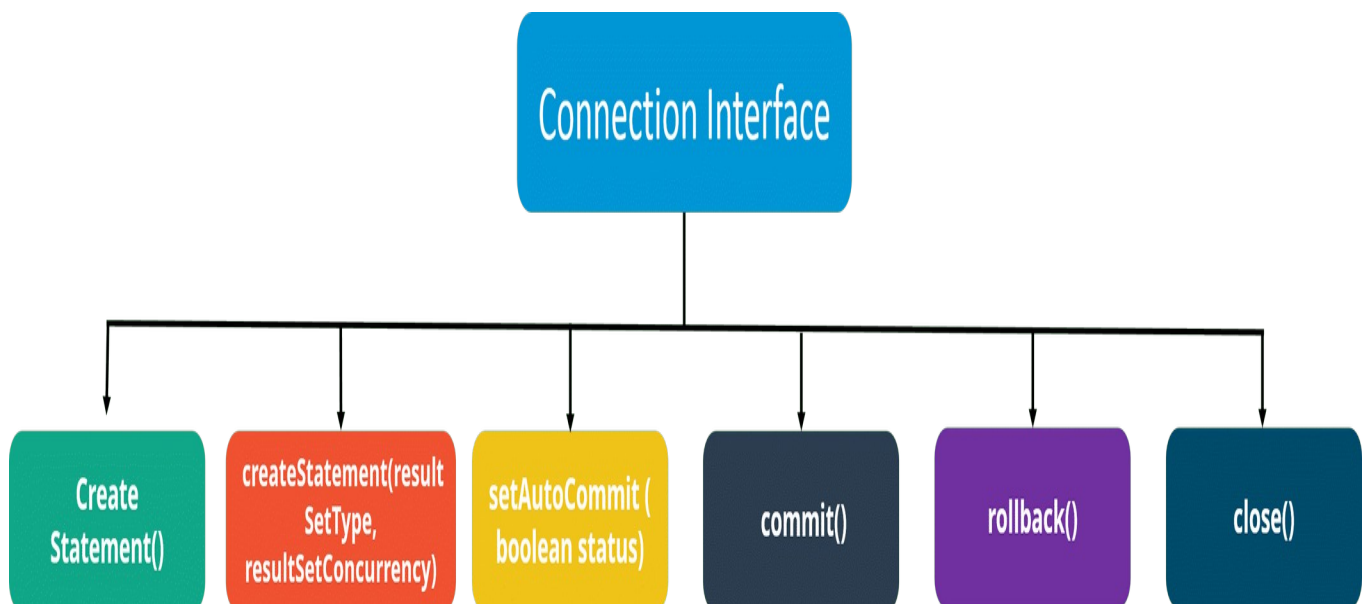 Connection Interface
Create
Statement()
createStatement(result
SetType,
resultSetConcurrency)
setAutoCommit (
boolean status)
commit()
rollback()
close()